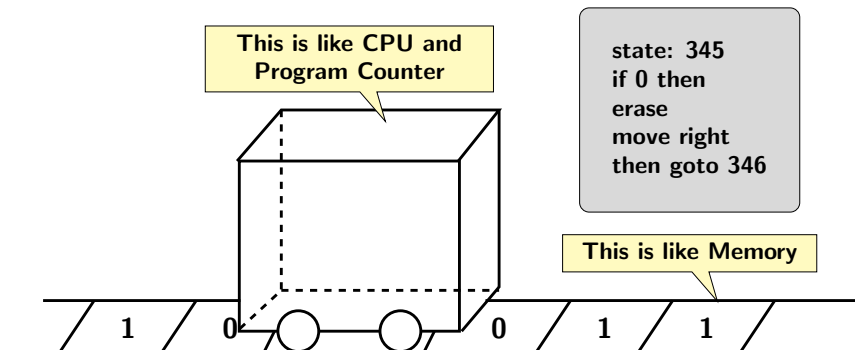 This is like CPU and
Program Counter
state: 345
if 0 then
erase
move right
then goto 346
This is like Memory
1 0 0 1 1